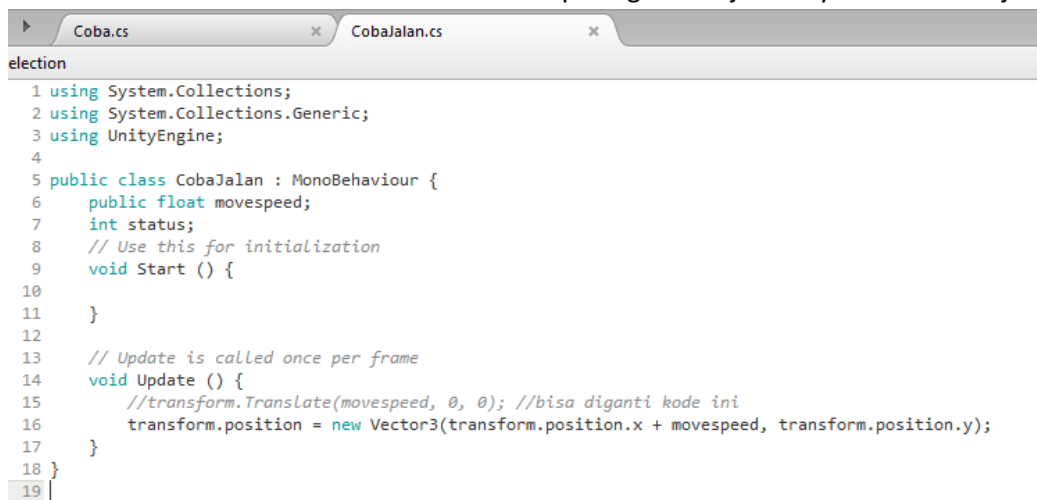 Coba.cs × CobaJalan.cs ×
election
1 using System.Collections;
2 using System.Collections.Generic;
3 using UnityEngine;
4
5 public class CobaJalan : MonoBehaviour {
6     public float movespeed;
7     int status;
8     // Use this for initialization
9     void Start () {
10
11     }
12
13     // Update is called once per frame
14     void Update () {
15         //transform.Translate(movespeed, 0, 0); //bisa diganti kode ini
16         transform.position = new Vector3(transform.position.x + movespeed, transform.position.y);
17     }
18 }
19